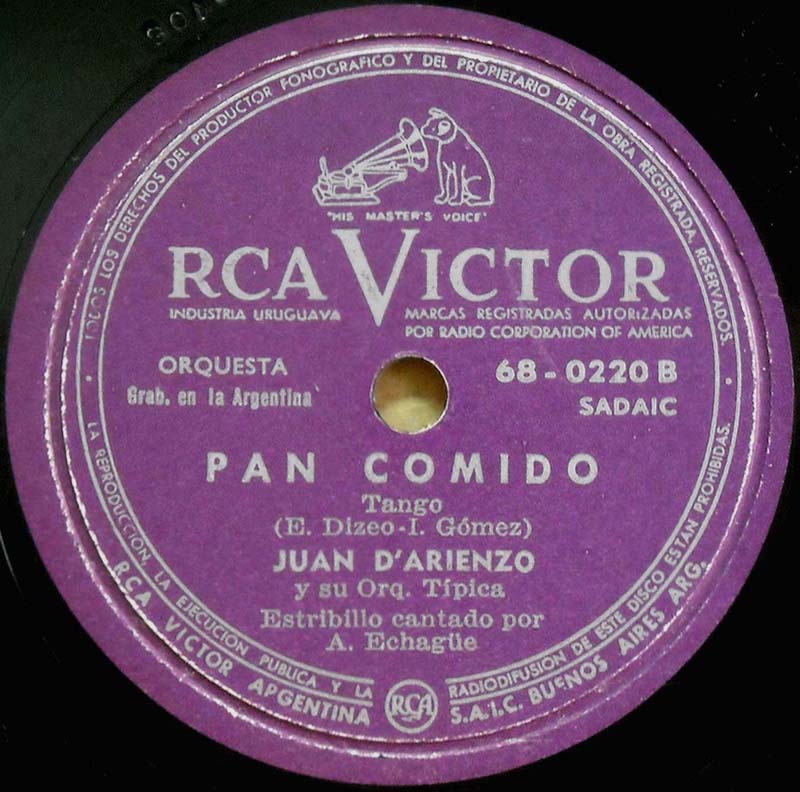 TODOS LOS DERECHOS DEL PRODUCTOR FONOGRAFICO Y DEL PROPIETARIO DE LA OBRA REGISTRADA, RESERVADOS.
"HIS MASTER'S VOICE"
RCA VICTOR
INDUSTRIA URUGUAYA
MARCAS REGISTRADAS AUTORIZADAS
POR RADIO CORPORATION OF AMERICA
ORQUESTA
Grab. en la Argentina
68-0220 B
SADAIC
PAN COMIDO
Tango
(E. Dizeo-I. Gómez)
JUAN D'ARIENZO
y su Orq. Típica
Estribillo cantado por
A. Echagüe
LA REPRODUCCION, LA EJECUCION PUBLICA Y LA RADIODIFUSION DE ESTE DISCO ESTAN PROHIBIDAS.
RCA VICTOR ARGENTINA S.A.I.C. BUENOS AIRES ARG.
RCA